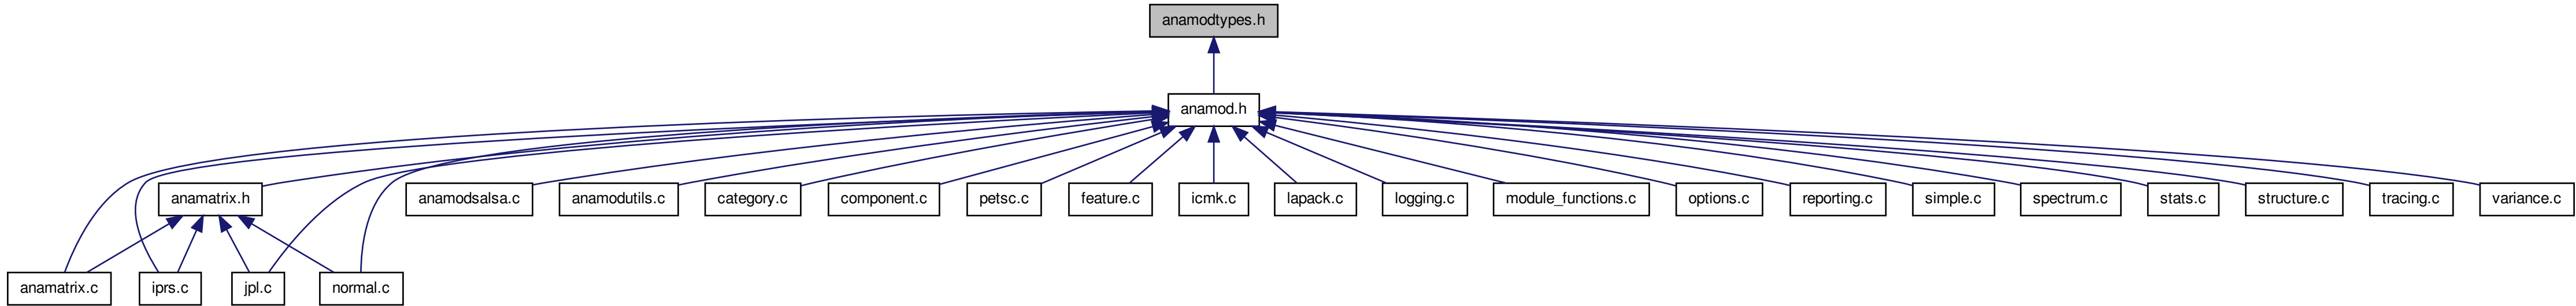 anamodtypes.h
anamod.h
anamatrix.h
anamodsalsa.c
anamodutils.c
category.c
component.c
petsc.c
feature.c
icmk.c
lapack.c
logging.c
module_functions.c
options.c
reporting.c
simple.c
spectrum.c
stats.c
structure.c
tracing.c
variance.c
anamatrix.c
iprs.c
jpl.c
normal.c